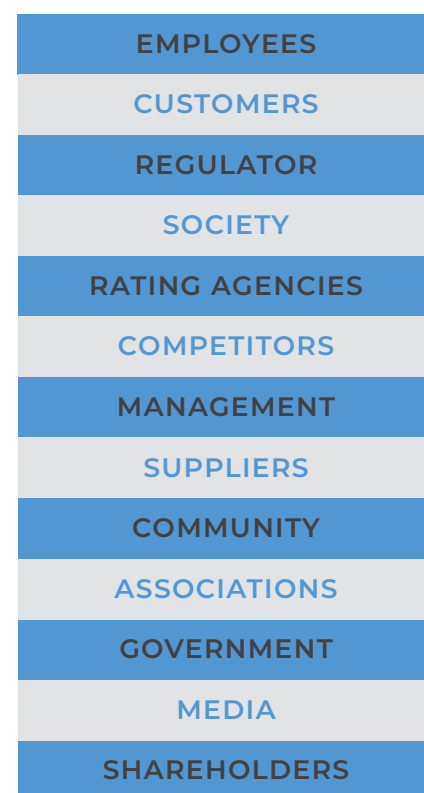 EMPLOYEES
CUSTOMERS
REGULATOR
SOCIETY
RATING AGENCIES
COMPETITORS
MANAGEMENT
SUPPLIERS
COMMUNITY
ASSOCIATIONS
GOVERNMENT
MEDIA
SHAREHOLDERS